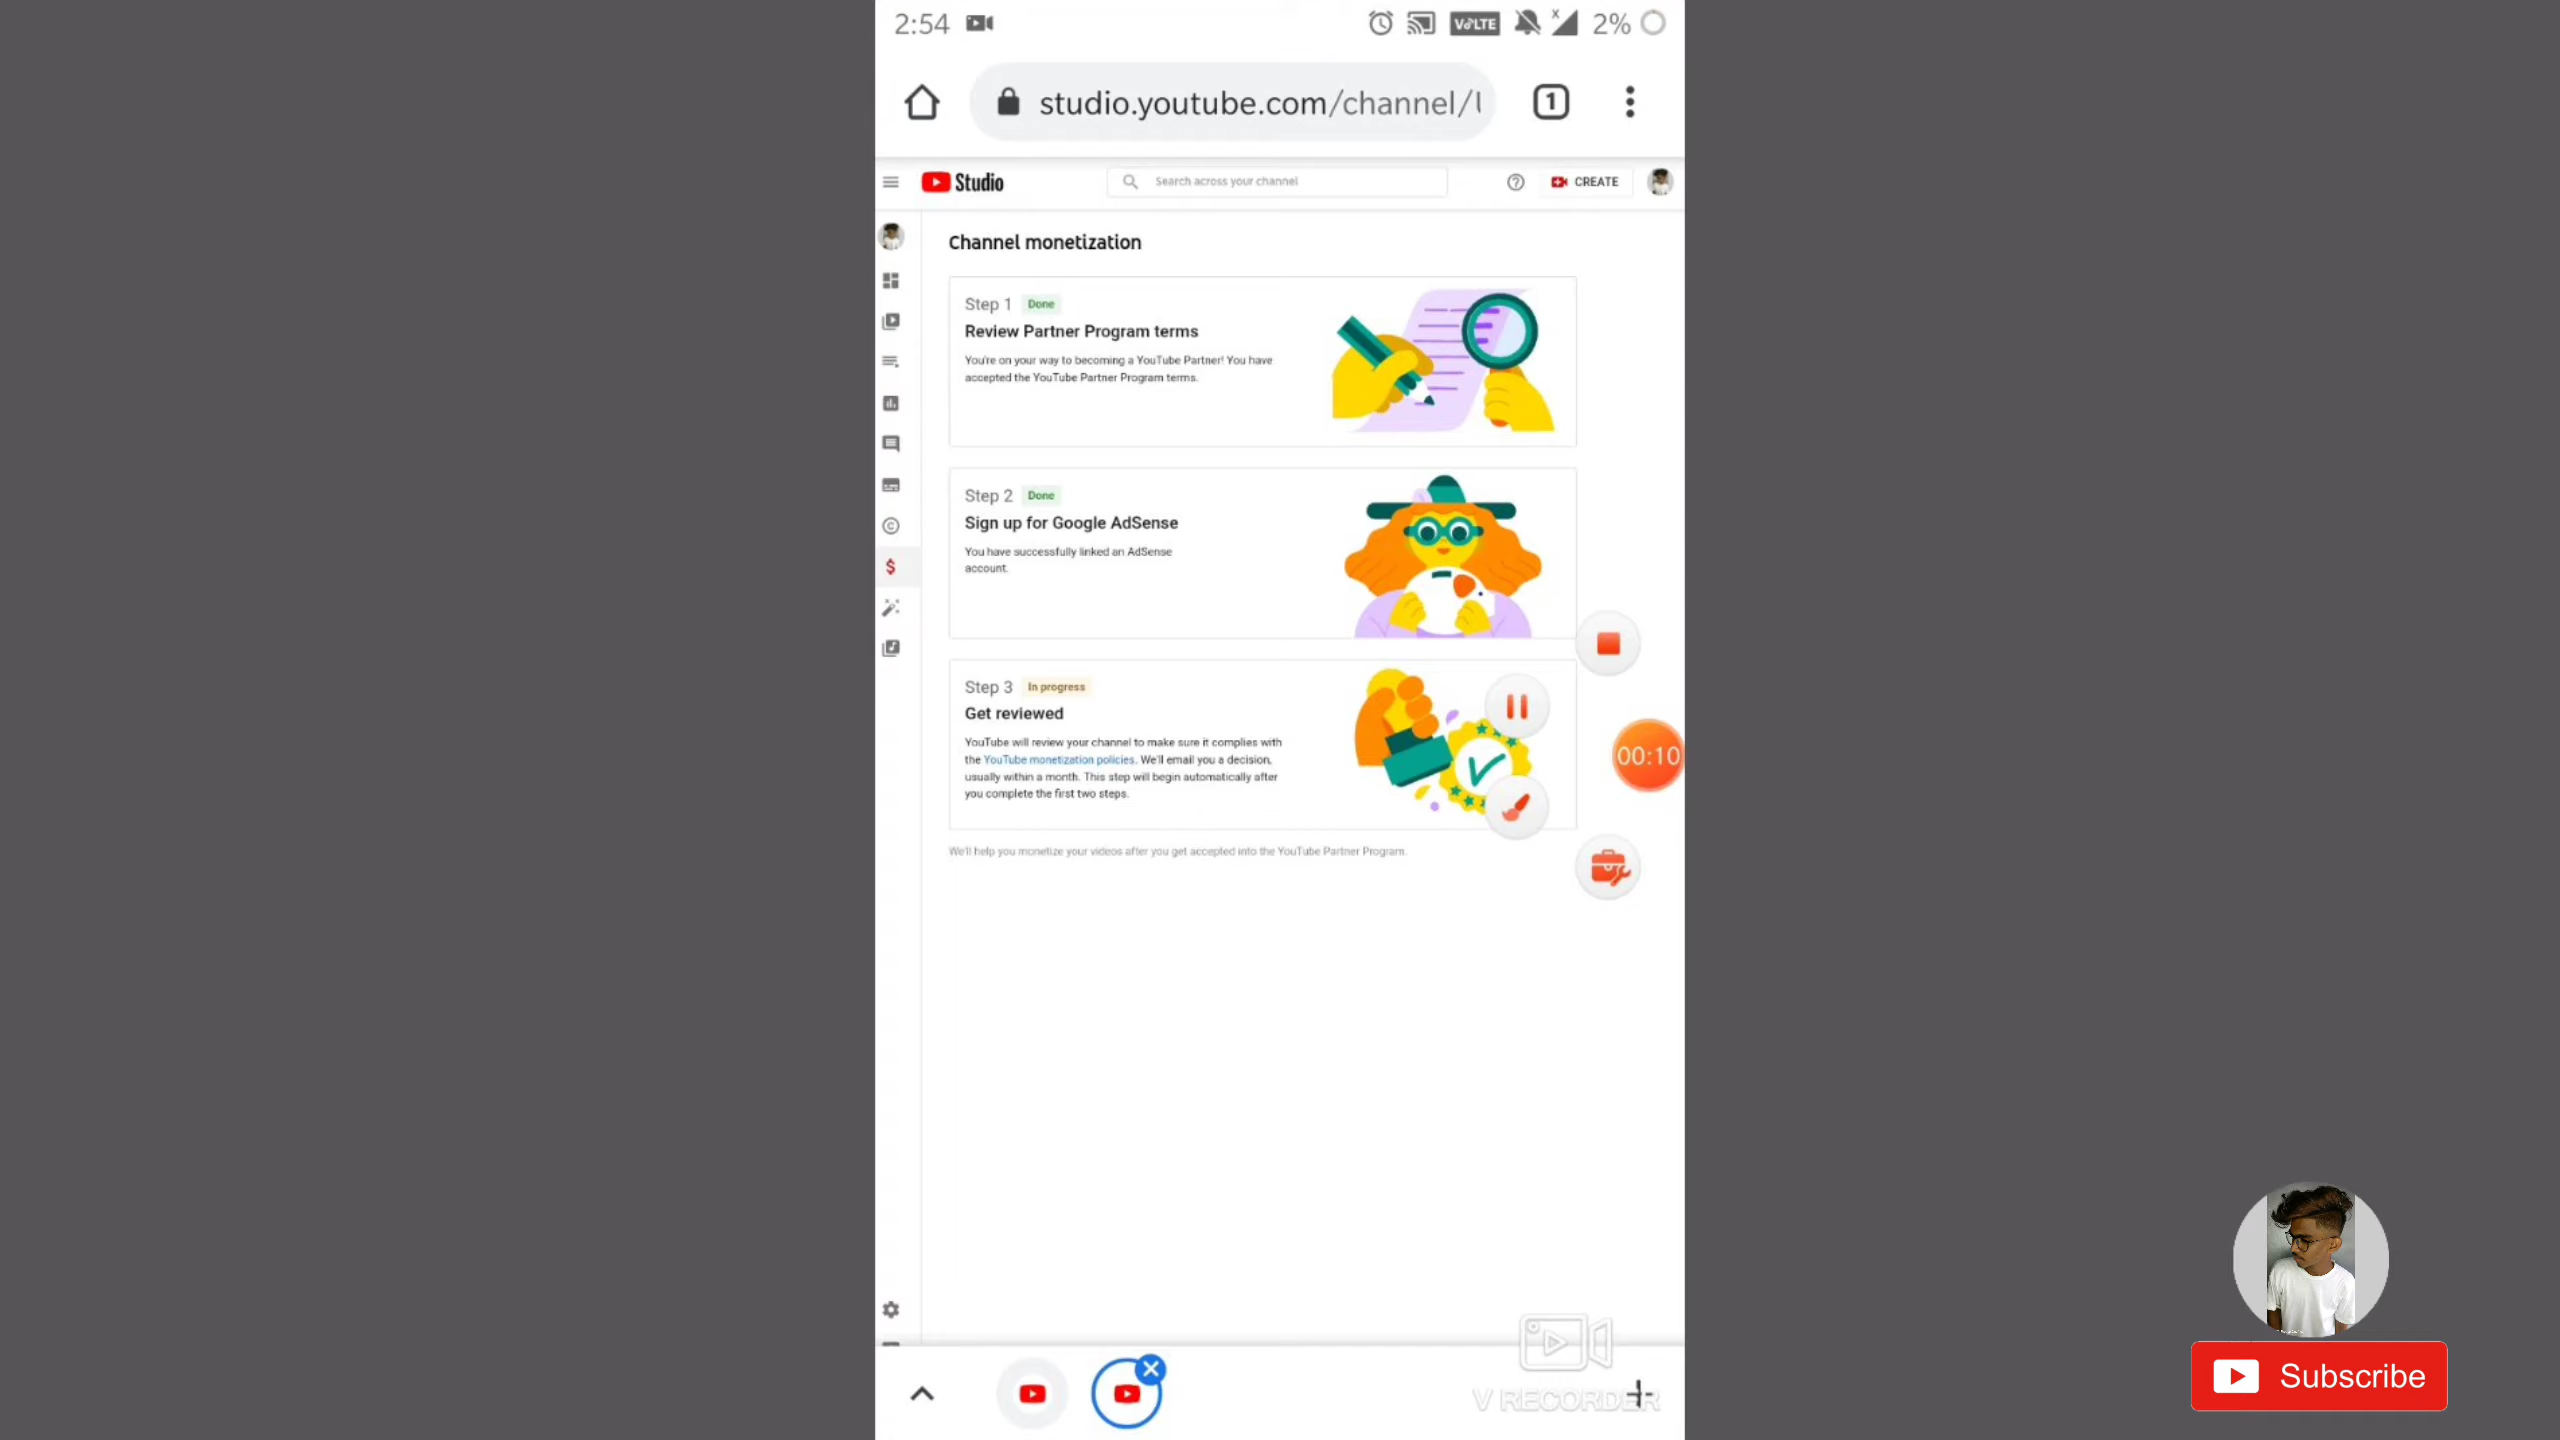 2:54
VoLTE
x
2%
studio.youtube.com/channel/
1
Studio
Search across your channel
CREATE
Channel monetization
Step 1 Done
Review Partner Program terms
You're on your way to becoming a YouTube Partner! You have
accepted the YouTube Partner Program terms.
Step 2 Done
Sign up for Google AdSense
You have successfully linked an AdSense
account.
Step 3 In progress
Get reviewed
YouTube will review your channel to make sure it complies with
the YouTube monetization policies. We'll email you a decision,
usually within a month. This step will begin automatically after
you complete the first two steps.
00:10
We'll help you monetize your videos after you get accepted into the YouTube Partner Program.
V RECORDER
Subscribe